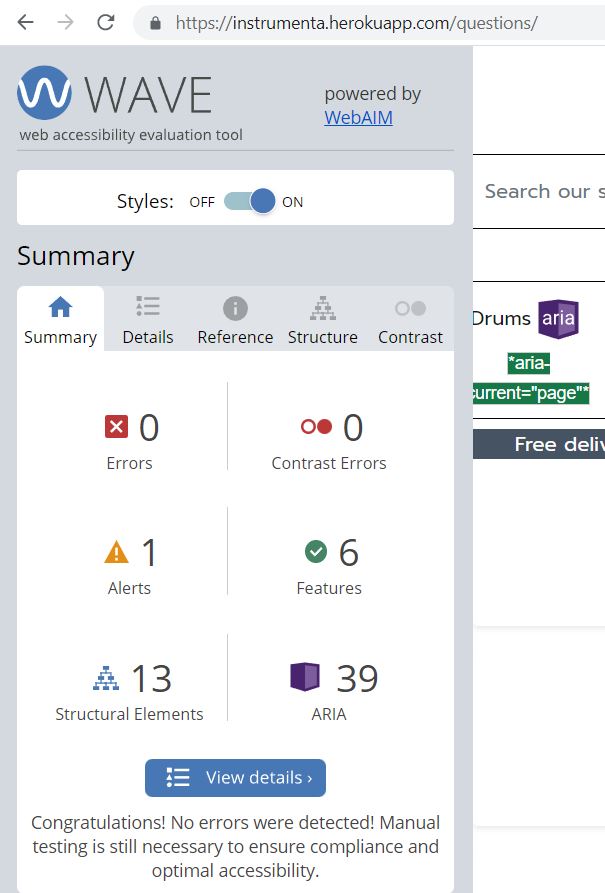 https://instrumenta.herokuapp.com/questions/
WAVE
web accessibility evaluation tool
powered by
WebAIM
Styles: OFF ON
Summary
Summary Details Reference Structure Contrast
0 0
Errors Contrast Errors
1 6
Alerts Features
13 39
Structural Elements ARIA
View details ›
Congratulations! No errors were detected! Manual
testing is still necessary to ensure compliance and
optimal accessibility.
Search our s
Drums aria
*aria-
current="page"*
Free deliv